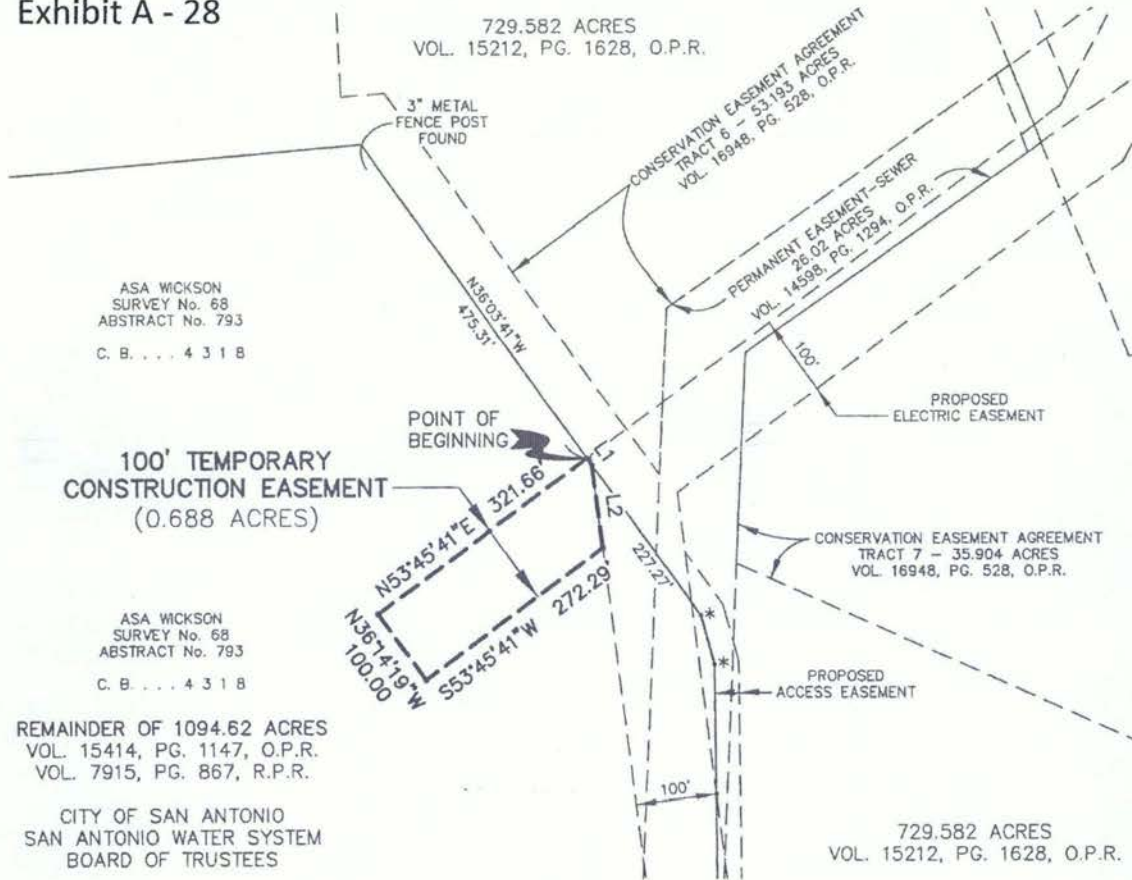 Exhibit A - 28
729.582 ACRES
VOL. 15212, PG. 1628, O.P.R.
3" METAL
FENCE POST
FOUND
CONSERVATION EASEMENT AGREEMENT
TRACT 6 – 53.193 ACRES
VOL. 16948, PG. 528, O.P.R.
PERMANENT EASEMENT-SEWER
26.02 ACRES
VOL. 14598, PG. 1294, O.P.R.
ASA WICKSON
SURVEY No. 68
ABSTRACT No. 793
C. B. . . . 4 3 1 8
N36°03'41"W
475.31'
100'
PROPOSED
ELECTRIC EASEMENT
POINT OF
BEGINNING
100' TEMPORARY
CONSTRUCTION EASEMENT
(0.688 ACRES)
N53°45'41"E 321.66'
L2
227.27'
CONSERVATION EASEMENT AGREEMENT
TRACT 7 – 35.904 ACRES
VOL. 16948, PG. 528, O.P.R.
S53°45'41"W 272.29
N36°14'19"W
100.00
*
*
ASA WICKSON
SURVEY No. 68
ABSTRACT No. 793
C. B. . . . 4 3 1 8
PROPOSED
ACCESS EASEMENT
REMAINDER OF 1094.62 ACRES
VOL. 15414, PG. 1147, O.P.R.
VOL. 7915, PG. 867, R.P.R.
100'
CITY OF SAN ANTONIO
SAN ANTONIO WATER SYSTEM
BOARD OF TRUSTEES
729.582 ACRES
VOL. 15212, PG. 1628, O.P.R.